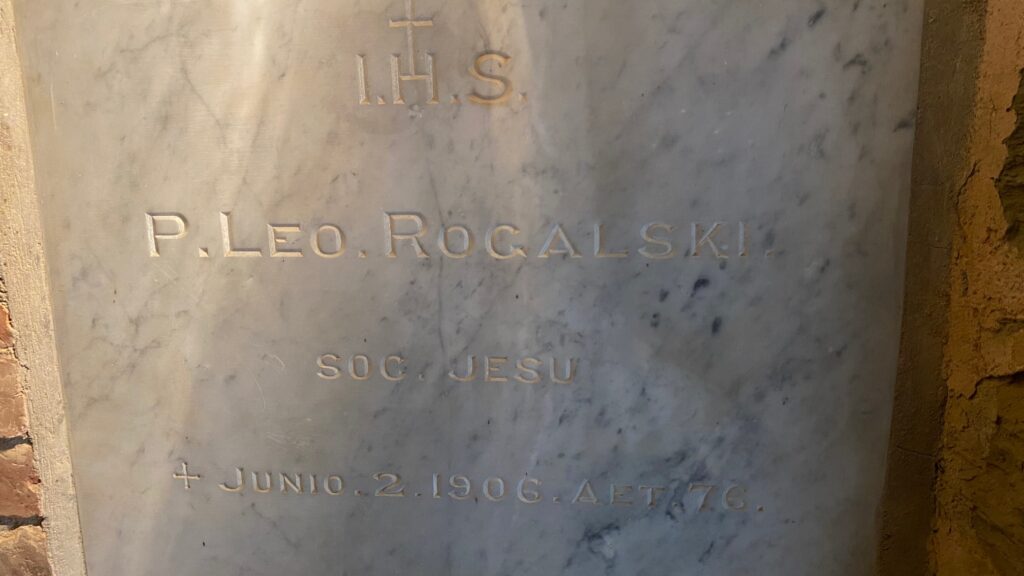 I.H.S.
P. LEO. ROGALSKI.
SOC. JESU
+ JUNIO. 2. 1906. AET. 76.